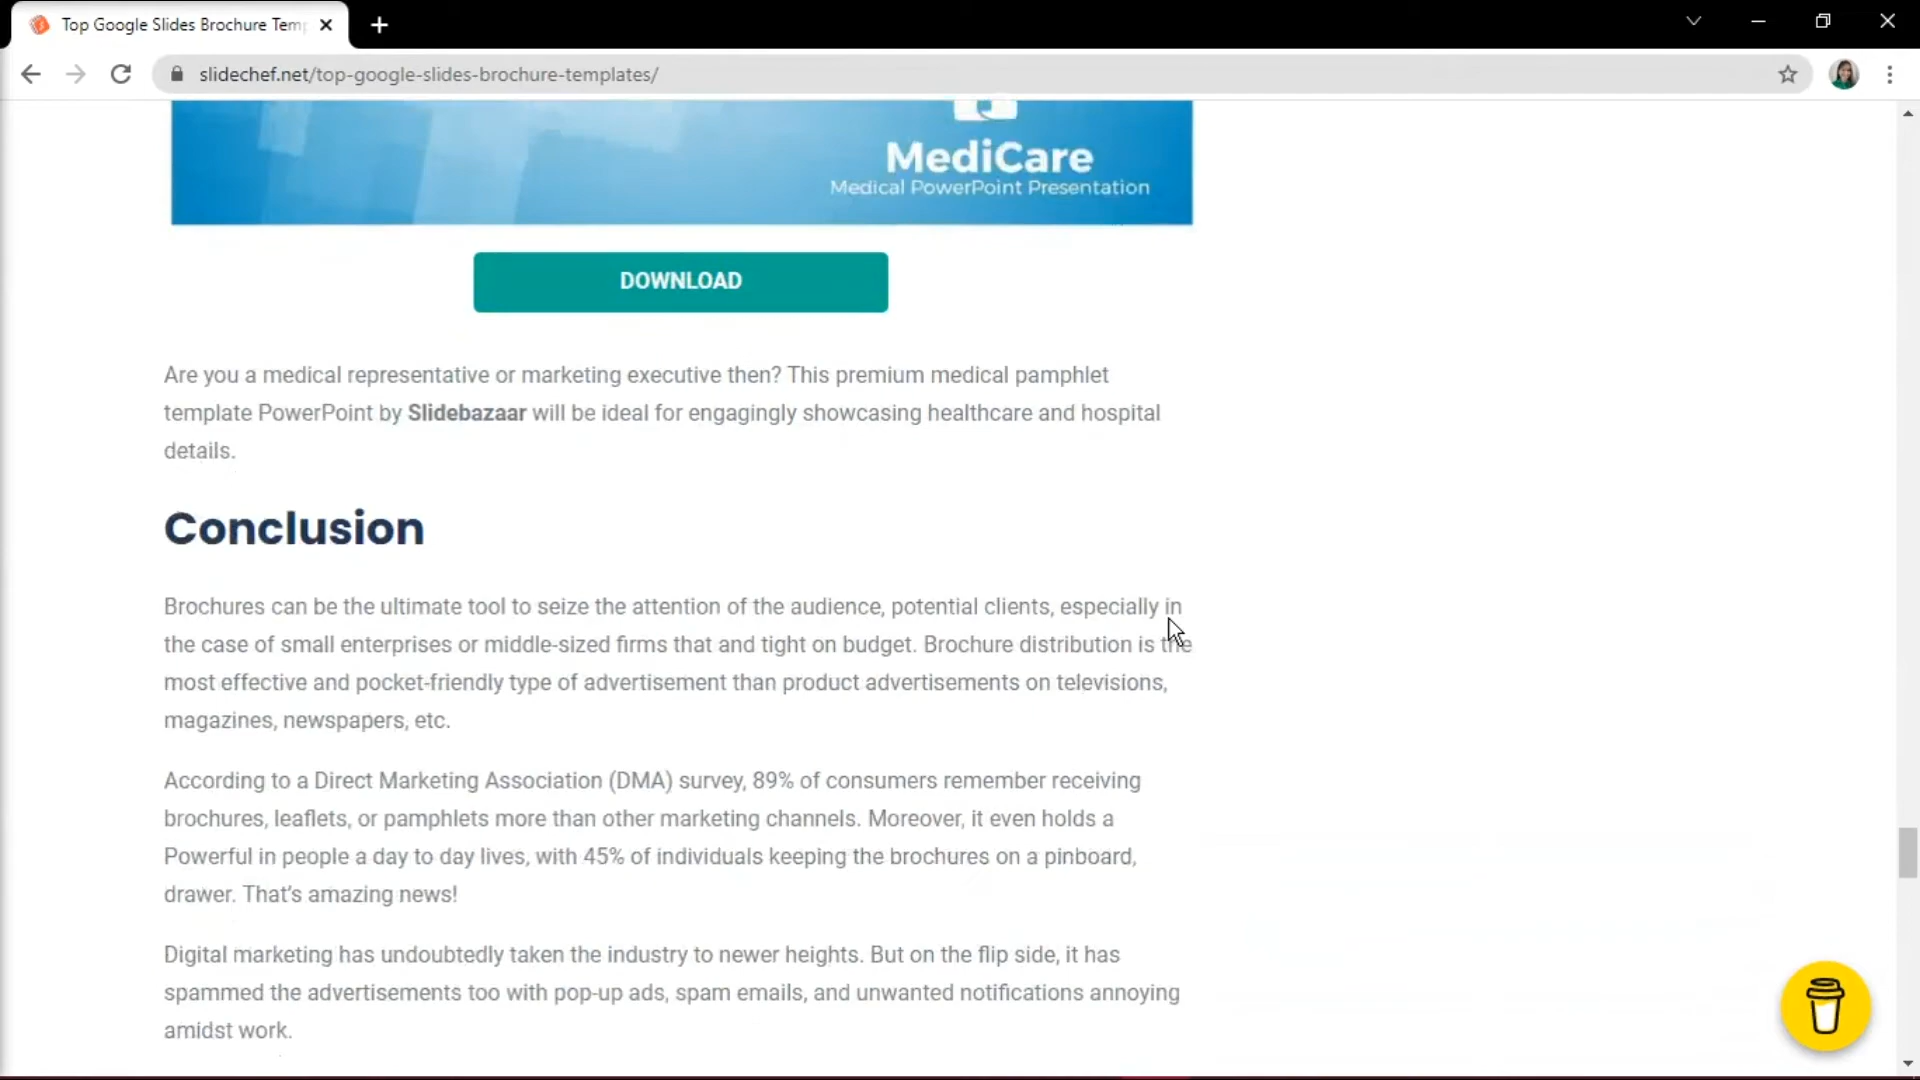 Top Google Slides Brochure Tem
slidechef.net/top-google-slides-brochure-templates/
MediCare
Medical PowerPoint Presentation
DOWNLOAD
Are you a medical representative or marketing executive then? This premium medical pamphlet
template PowerPoint by Slidebazaar will be ideal for engagingly showcasing healthcare and hospital
details.
Conclusion
Brochures can be the ultimate tool to seize the attention of the audience, potential clients, especially in
the case of small enterprises or middle-sized firms that and tight on budget. Brochure distribution is the
most effective and pocket-friendly type of advertisement than product advertisements on televisions,
magazines, newspapers, etc.
According to a Direct Marketing Association (DMA) survey, 89% of consumers remember receiving
brochures, leaflets, or pamphlets more than other marketing channels. Moreover, it even holds a
Powerful in people a day to day lives, with 45% of individuals keeping the brochures on a pinboard,
drawer. That's amazing news!
Digital marketing has undoubtedly taken the industry to newer heights. But on the flip side, it has
spammed the advertisements too with pop-up ads, spam emails, and unwanted notifications annoying
amidst work.